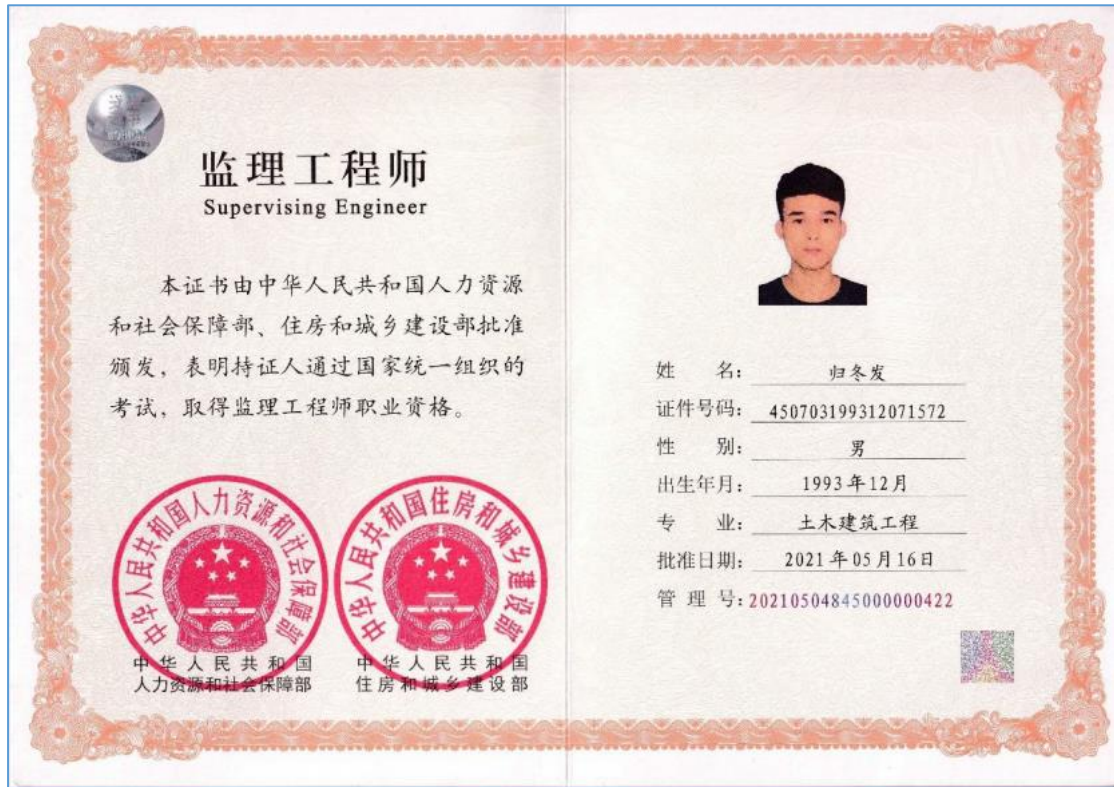 监理工程师
Supervising Engineer
本证书由中华人民共和国人力资源
和社会保障部、住房和城乡建设部批准
颁发，表明持证人通过国家统一组织的
考试，取得监理工程师职业资格。
中华人民共和国人力资源和社会保障部
中华人民共和国
人力资源和社会保障部
中华人民共和国住房和城乡建设部
中华人民共和国
住房和城乡建设部
姓 名：归冬发
证件号码：450703199312071572
性 别：男
出生年月：1993年12月
专 业：土木建筑工程
批准日期：2021年05月16日
管 理 号：20210504845000000422